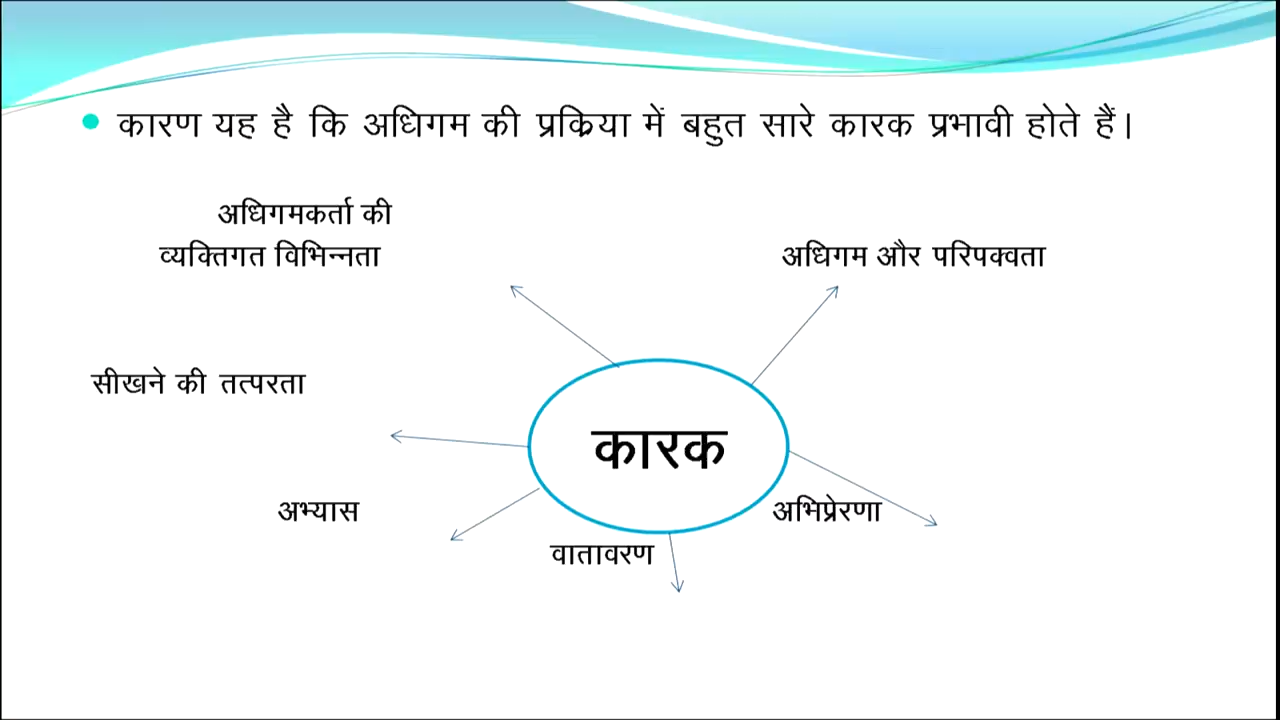 कारण यह है कि अधिगम की प्रक्रिया में बहुत सारे कारक प्रभावी होते हैं।
अधिगमकर्ता की
व्यक्तिगत विभिन्नता
अधिगम और परिपक्वता
सीखने की तत्परता
कारक
अभ्यास
अभिप्रेरणा
वातावरण